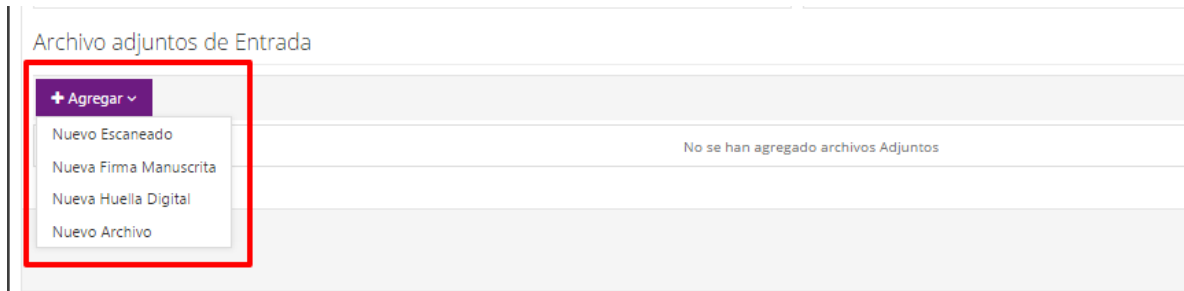 Archivo adjuntos de Entrada
+ Agregar
Nuevo Escaneado
No se han agregado archivos Adjuntos
Nueva Firma Manuscrita
Nueva Huella Digital
Nuevo Archivo